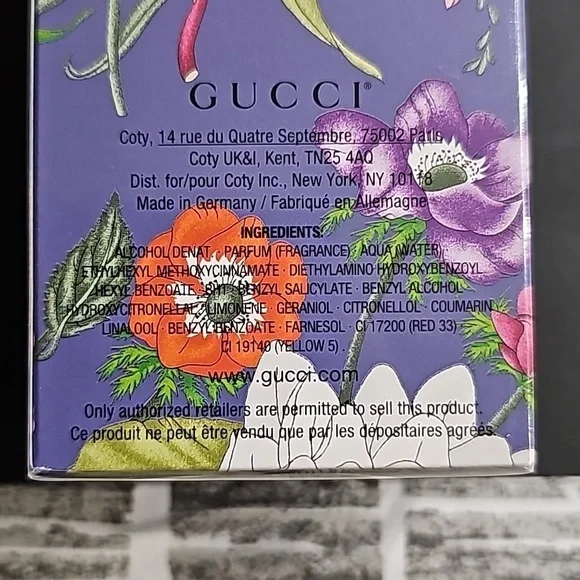 GUCCI®
Coty, 14 rue du Quatre Septembre, 75002 Paris
Coty UK&I, Kent, TN25 4AQ
Dist. for/pour Coty Inc., New York, NY 10118
Made in Germany / Fabriqué en Allemagne
INGREDIENTS:
ALCOHOL DENAT. · PARFUM (FRAGRANCE) · AQUA (WATER)
ETHYLHEXYL METHOXYCINNAMATE · DIETHYLAMINO HYDROXYBENZOYL
HEXYL BENZOATE · BHT · BENZYL SALICYLATE · BENZYL ALCOHOL
HYDROXYCITRONELLAL · LIMONENE · GERANIOL · CITRONELLOL · COUMARIN
LINALOOL · BENZYL BENZOATE · FARNESOL · CI 17200 (RED 33)
CI 19140 (YELLOW 5) .
www.gucci.com
Only authorized retailers are permitted to sell this product.
Ce produit ne peut être vendu que par les dépositaires agréés.